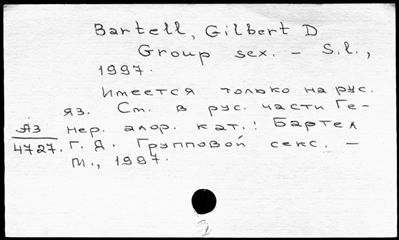 Bartell, Gilbert D
Group sex. - S.l.,
1997.
Имеется только на рус.
яз. См. в рус. части Ге-
нер. алф. кат.: Бартел
Г. Д. Групповой секс. -
М., 1997.
Яз
4727.